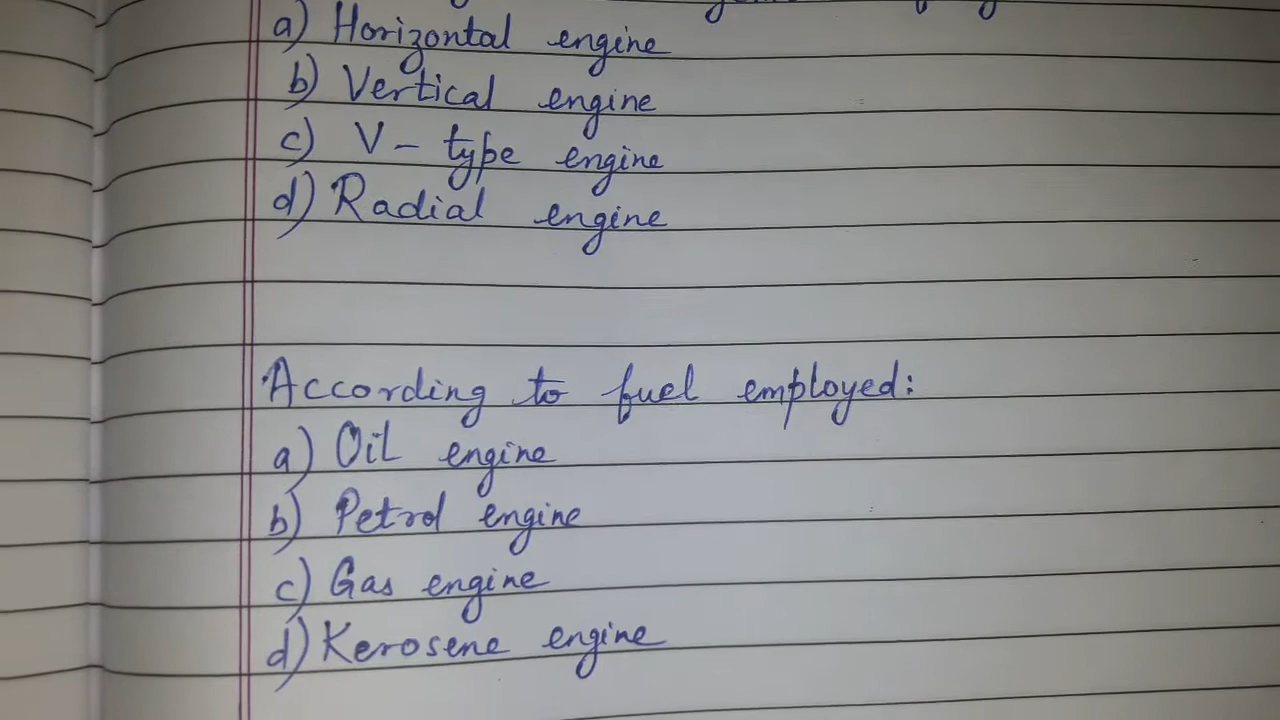 a) Horizontal engine
b) Vertical engine
c) V - type engine
d) Radial engine
According to fuel employed:
a) Oil engine
b) Petrol engine
c) Gas engine
d) Kerosene engine